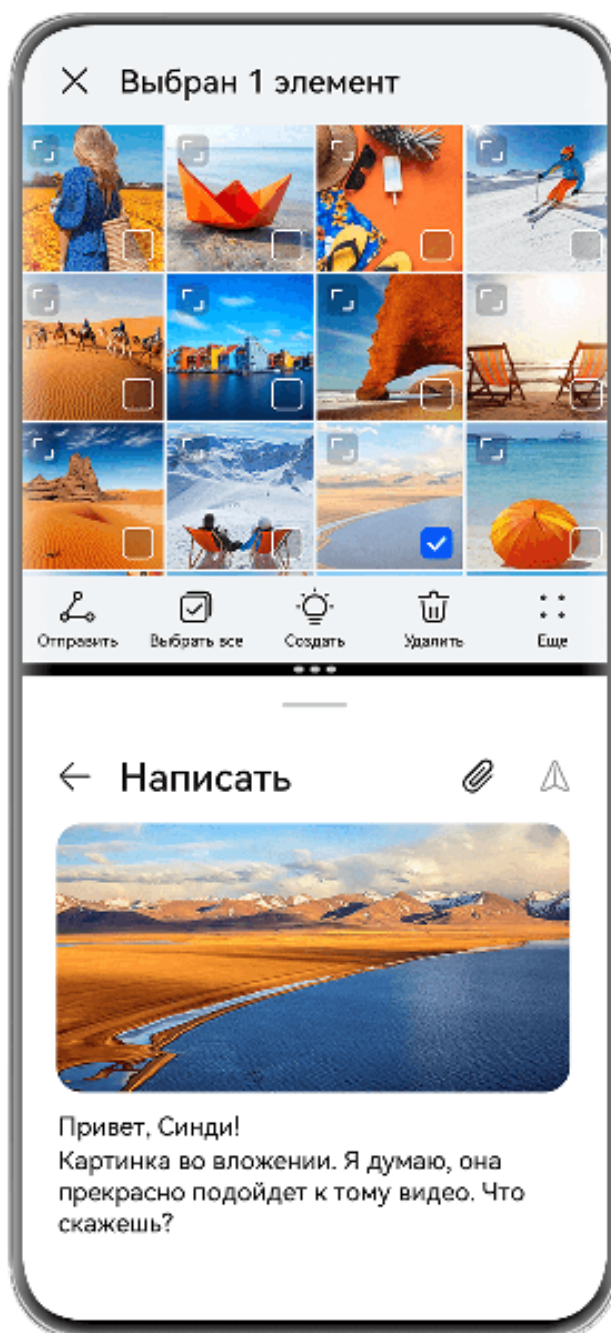 Выбран 1 элемент
Отправить
Выбрать все
Создать
Удалить
Еще
Написать
Привет, Синди!
Картинка во вложении. Я думаю, она
прекрасно подойдет к тому видео. Что
скажешь?